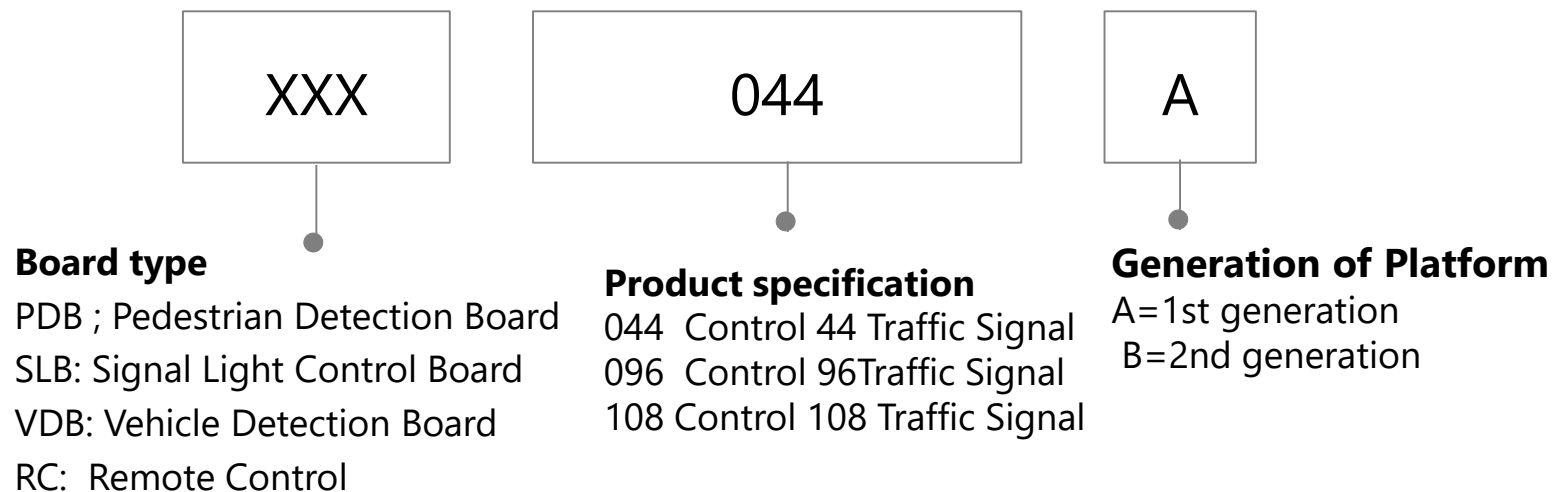 XXX
044
A
Board type
PDB ; Pedestrian Detection Board
SLB: Signal Light Control Board
VDB: Vehicle Detection Board
RC:  Remote Control
Product specification
044  Control 44 Traffic Signal
096  Control 96Traffic Signal
108 Control 108 Traffic Signal
Generation of Platform
A=1st generation
B=2nd generation